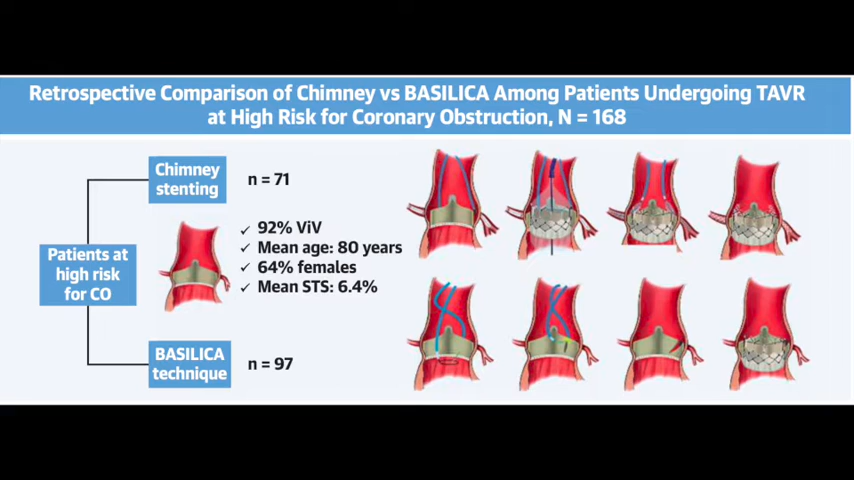 Retrospective Comparison of Chimney vs BASILICA Among Patients Undergoing TAVR
at High Risk for Coronary Obstruction, N = 168
Chimney
stenting
n = 71
✓ 92% ViV
✓ Mean age: 80 years
✓ 64% females
✓ Mean STS: 6.4%
Patients at
high risk
for CO
BASILICA
technique
n = 97